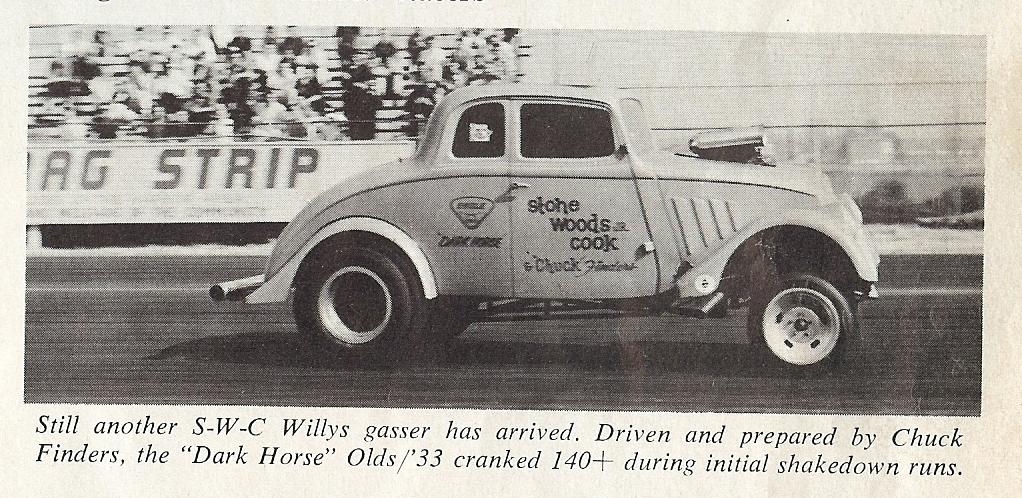 AG STRIP
DARK HORSE
stone
woods &
cook
& Chuck Finders
Still another S-W-C Willys gasser has arrived. Driven and prepared by Chuck
Finders, the “Dark Horse” Olds/’33 cranked 140+ during initial shakedown runs.